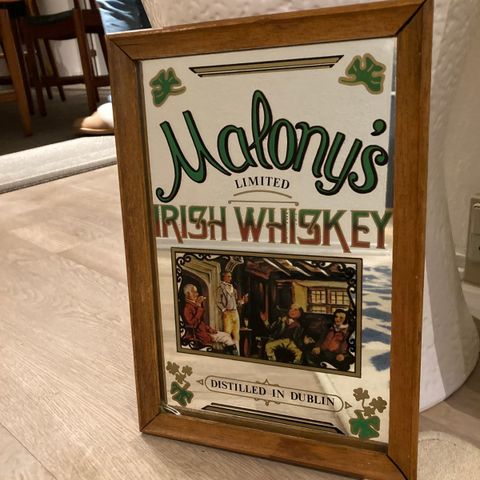 Malony's
LIMITED
IRISH WHISKEY
DISTILLED IN DUBLIN